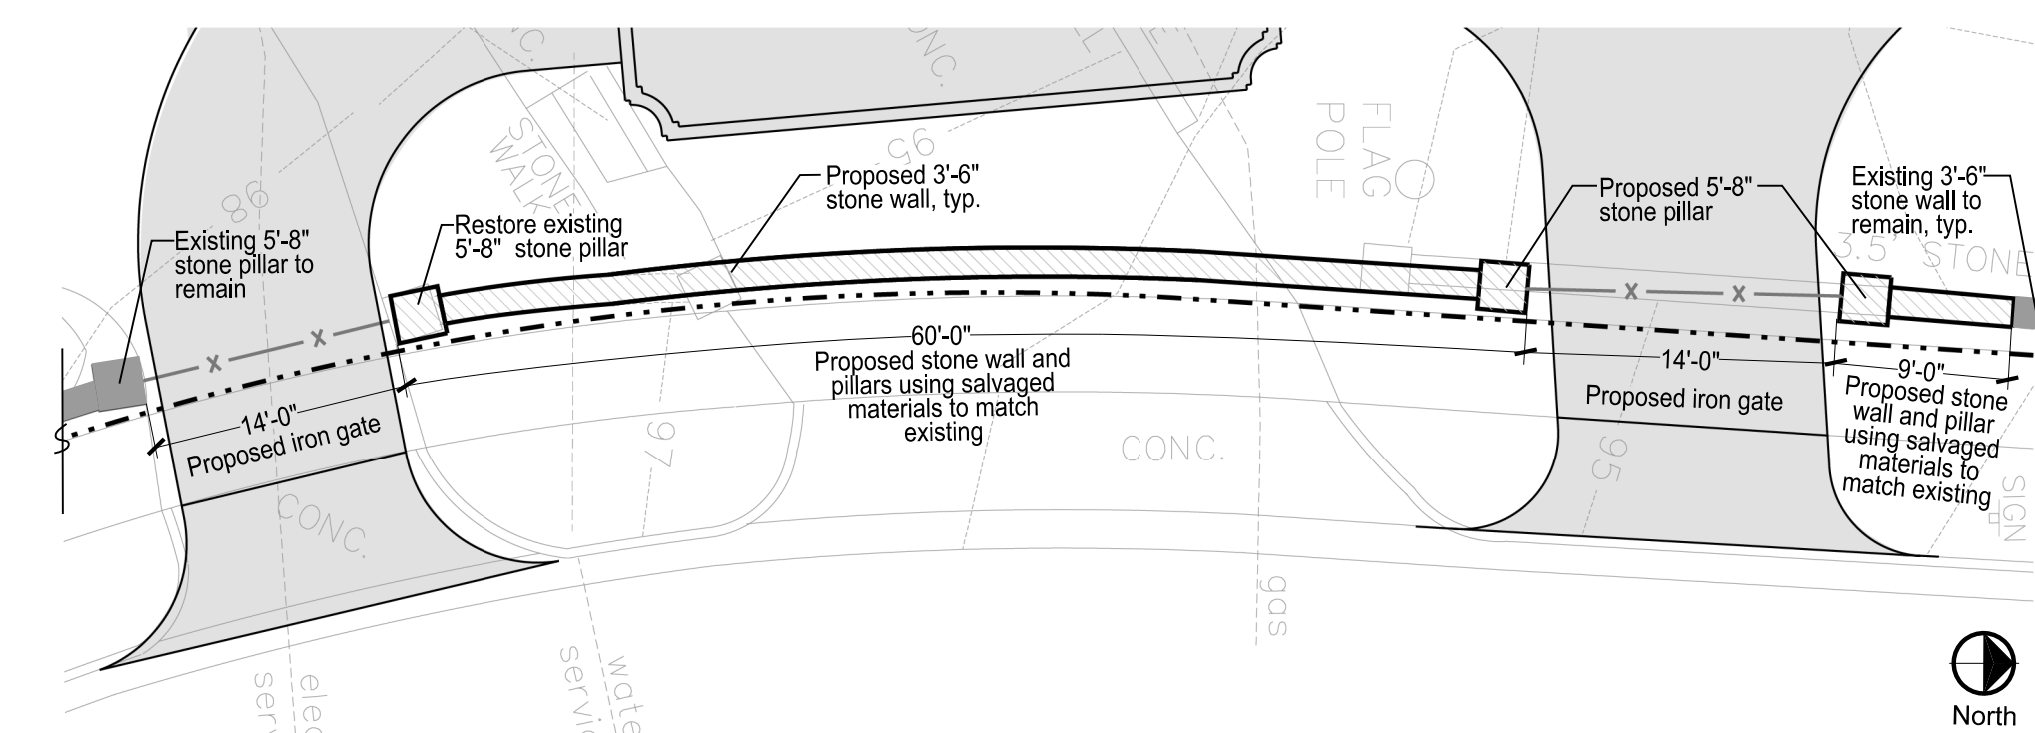 CONC.
STONE
WALK
95
FLAG
POLE
98
Existing 5'-8"
stone pillar to
remain
Restore existing
5'-8" stone pillar
Proposed 3'-6"
stone wall, typ.
Proposed 5'-8"
stone pillar
Existing 3'-6"
stone wall to
remain, typ.
3.5' STONE
14'-0"
Proposed iron gate
60'-0"
Proposed stone wall and
pillars using salvaged
materials to match
existing
14'-0"
Proposed iron gate
9'-0"
Proposed stone
wall and pillar
using salvaged
materials to
match existing
97
CONC.
95
SIGN
CONC.
gas
elec
serv
wate
servic
North